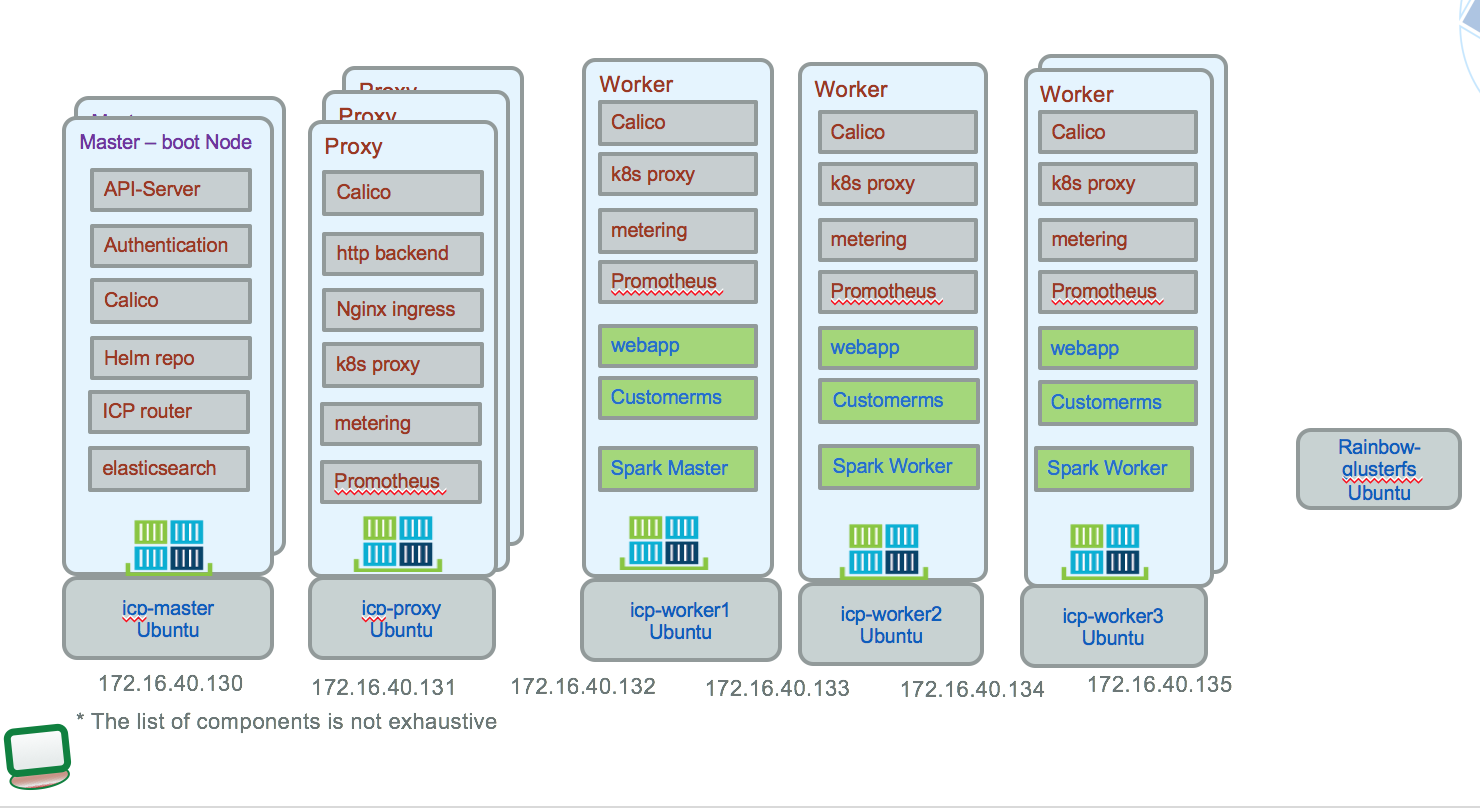 Proxy
Proxy
Master – boot Node
API-Server
Authentication
Calico
Helm repo
ICP router
elasticsearch
icp-master
Ubuntu
Proxy
Calico
http backend
Nginx ingress
k8s proxy
metering
Promotheus
icp-proxy
Ubuntu
Worker
Calico
k8s proxy
metering
Promotheus
webapp
Customerms
Spark Master
icp-worker1
Ubuntu
Worker
Calico
k8s proxy
metering
Promotheus
webapp
Customerms
Spark Worker
icp-worker2
Ubuntu
Worker
Calico
k8s proxy
metering
Promotheus
webapp
Customerms
Spark Worker
icp-worker3
Ubuntu
Rainbow-
glusterfs
Ubuntu
172.16.40.130
172.16.40.131
172.16.40.132
172.16.40.133
172.16.40.134
172.16.40.135
* The list of components is not exhaustive